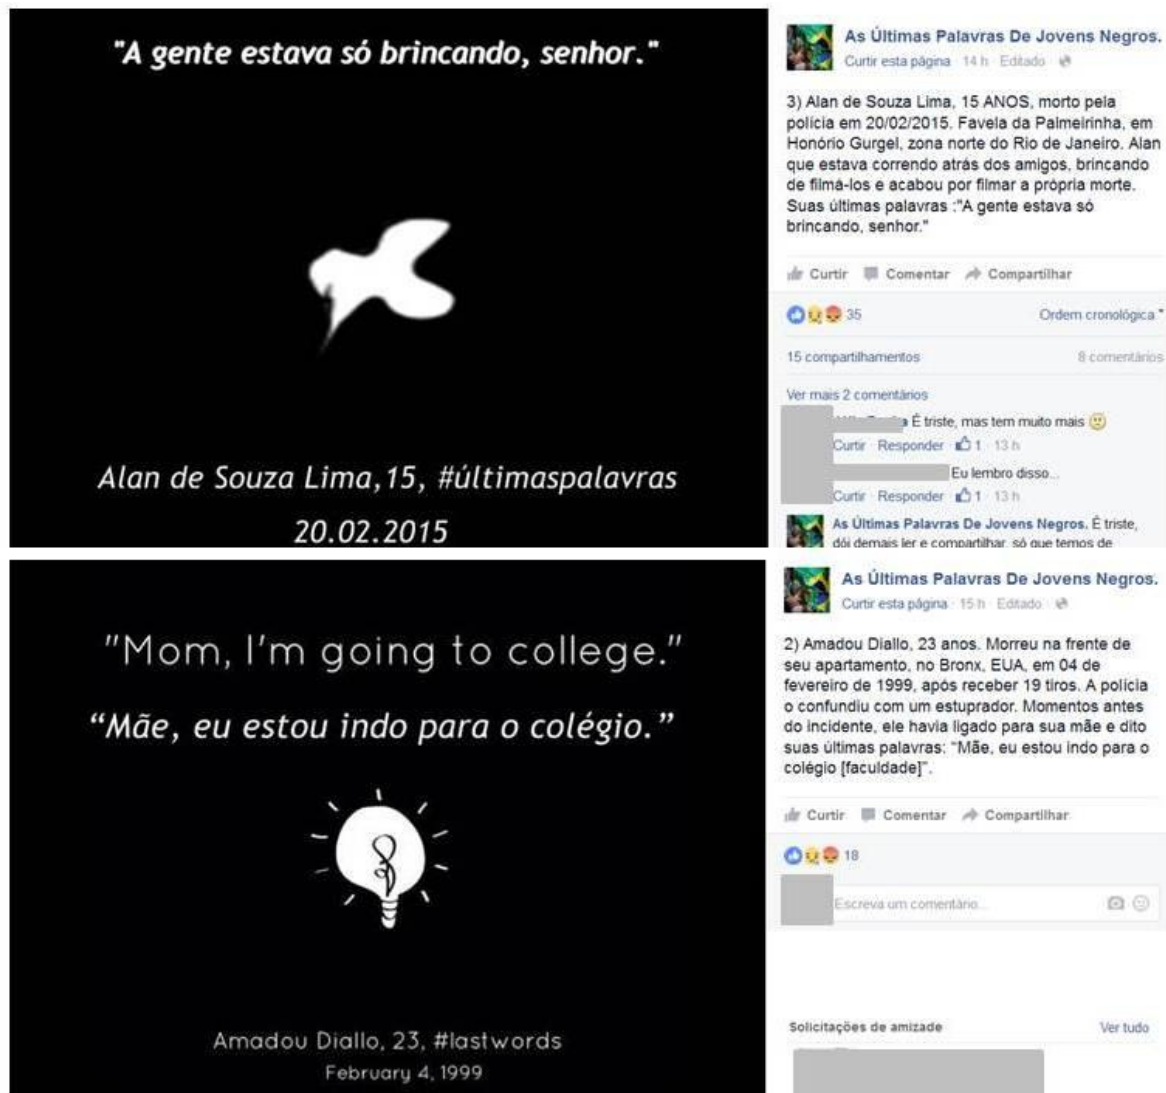 "A gente estava só brincando, senhor."
Alan de Souza Lima,15, #últimaspalavras
20.02.2015
As Últimas Palavras De Jovens Negros.
Curtir esta página · 14 h · Editado ·
3) Alan de Souza Lima, 15 ANOS, morto pela
polícia em 20/02/2015. Favela da Palmeirinha, em
Honório Gurgel, zona norte do Rio de Janeiro. Alan
que estava correndo atrás dos amigos, brincando
de filmá-los e acabou por filmar a própria morte.
Suas últimas palavras :"A gente estava só
brincando, senhor."
Curtir Comentar Compartilhar
35 Ordem cronológica
15 compartilhamentos 8 comentários
Ver mais 2 comentários
É triste, mas tem muito mais
Curtir · Responder · 1 · 13 h
Eu lembro disso...
Curtir · Responder · 1 · 13 h
As Últimas Palavras De Jovens Negros. É triste,
dói demais ler e compartilhar, só que temos de
"Mom, I'm going to college."
“Mãe, eu estou indo para o colégio.”
Amadou Diallo, 23, #lastwords
February 4, 1999
As Últimas Palavras De Jovens Negros.
Curtir esta página · 15 h · Editado ·
2) Amadou Diallo, 23 anos. Morreu na frente de
seu apartamento, no Bronx, EUA, em 04 de
fevereiro de 1999, após receber 19 tiros. A polícia
o confundiu com um estuprador. Momentos antes
do incidente, ele havia ligado para sua mãe e dito
suas últimas palavras: "Mãe, eu estou indo para o
colégio [faculdade]".
Curtir Comentar Compartilhar
18
Escreva um comentário...
Solicitações de amizade Ver tudo